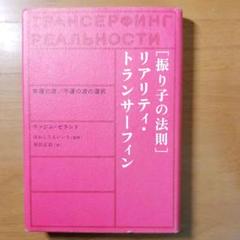 ТРАНСЕРФИНГ
РЕАЛЬНОСТИ
[振り子の法則]
リアリティ・
トランサーフィン
幸運の波/不運の波の選択
ヴァジム・ゼランド